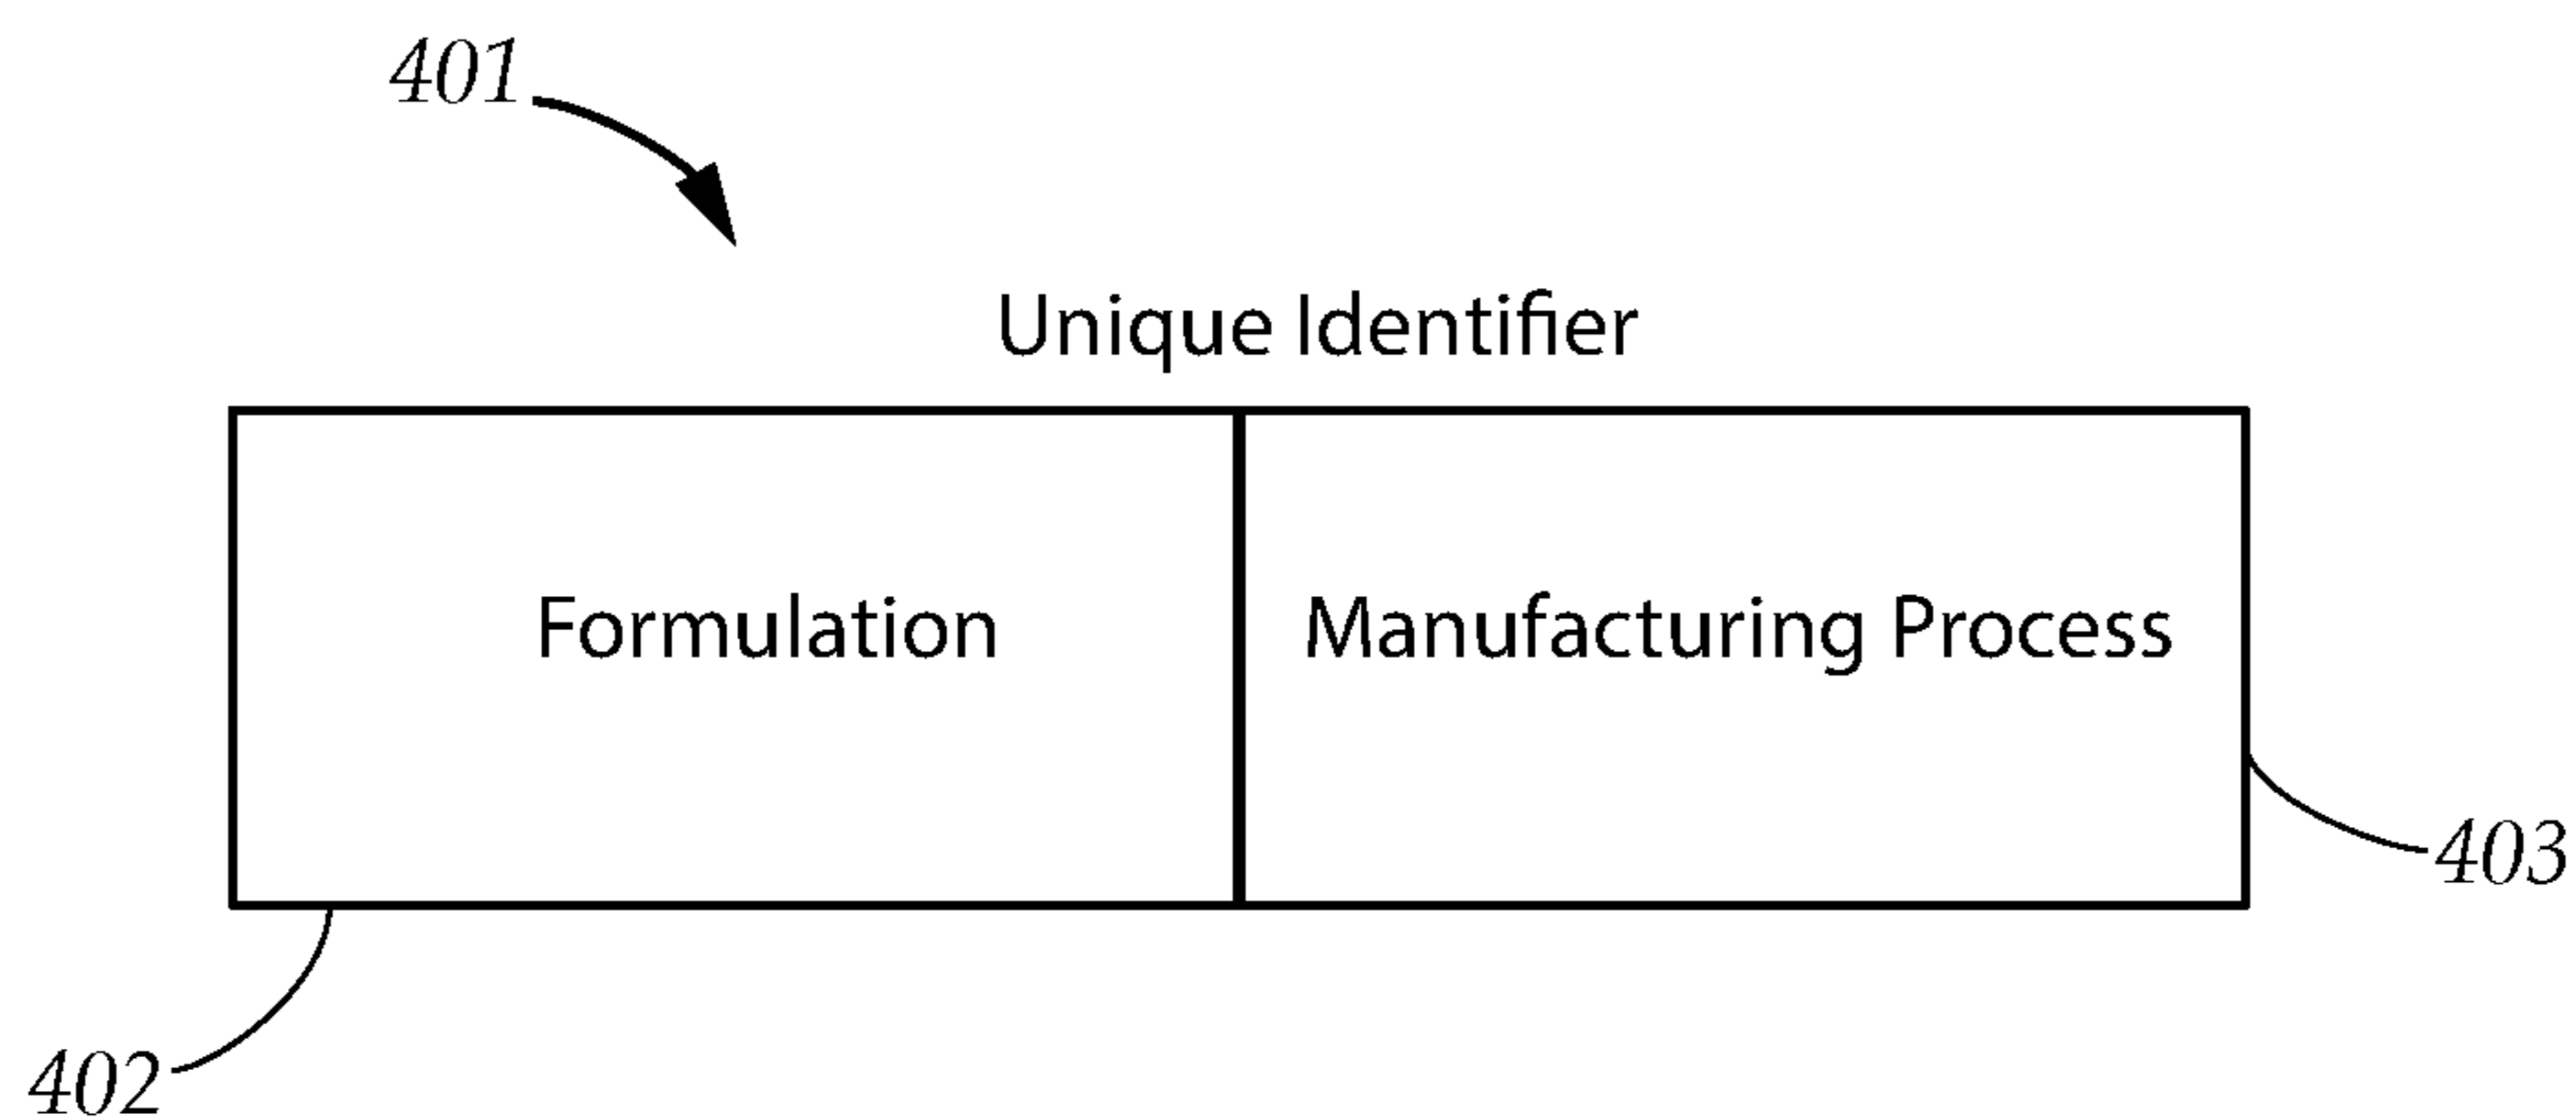 401
Unique Identifier
Formulation
Manufacturing Process
403
402